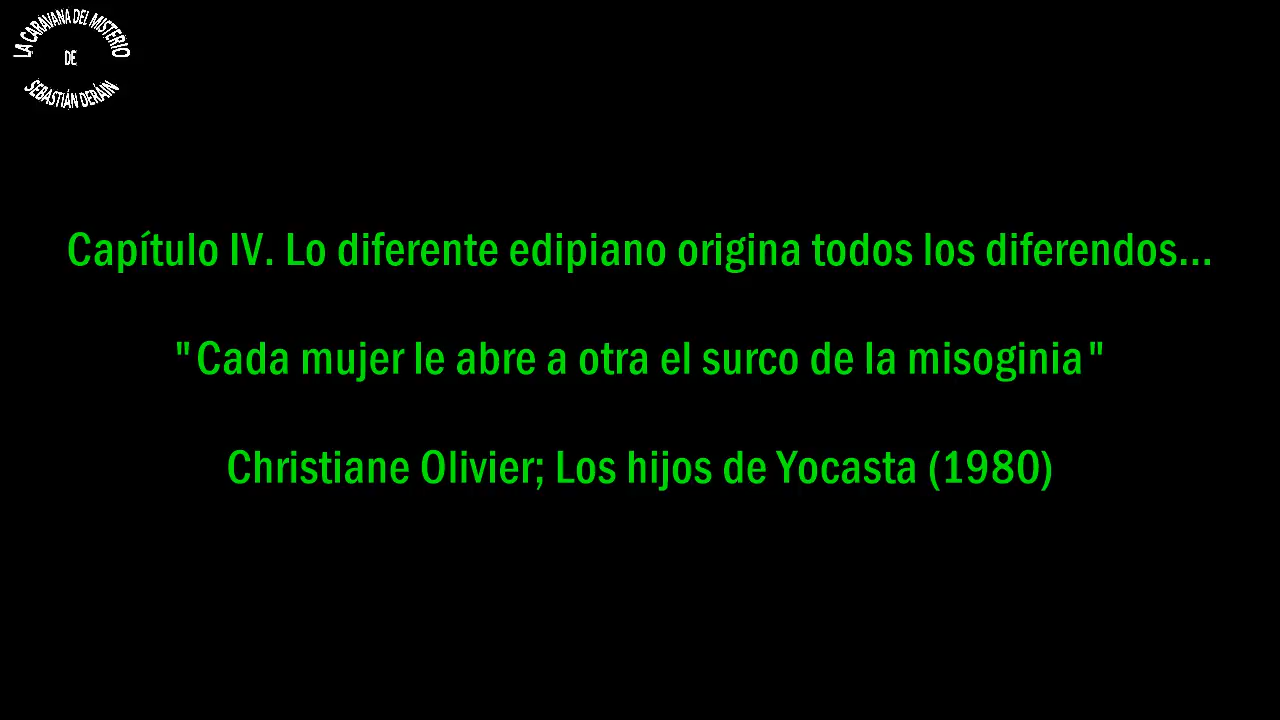 LA CARAVANA DEL MISTERIO
DE
SEBASTIÁN DERÁIN
Capítulo IV. Lo diferente edipiano origina todos los diferendos...
"Cada mujer le abre a otra el surco de la misoginia"
Christiane Olivier; Los hijos de Yocasta (1980)